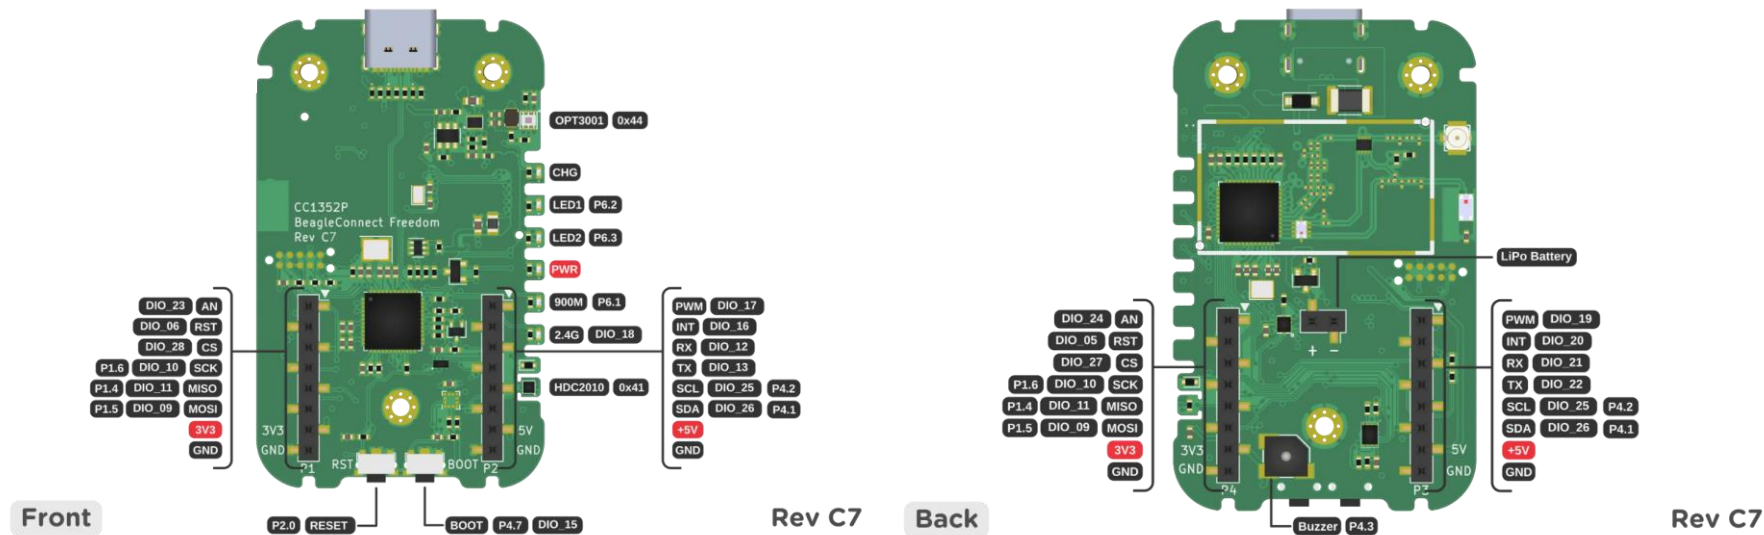 OPT3001 0x44
CHG
LED1 P6.2
LED2 P6.3
PWR
900M P6.1
2.4G DIO_18
HDC2010 0x41
CC1352P
BeagleConnect Freedom
Rev C7
DIO_23 AN
DIO_06 RST
DIO_28 CS
P1.6 DIO_10 SCK
P1.4 DIO_11 MISO
P1.5 DIO_09 MOSI
3V3
GND
3V3
GND
P1
RST
BOOT
P2
5V
GND
PWM DIO_17
INT DIO_16
RX DIO_12
TX DIO_13
SCL DIO_25 P4.2
SDA DIO_26 P4.1
+5V
GND
P2.0 RESET
BOOT P4.7 DIO_15
Front
Rev C7
LiPo Battery
+ −
DIO_24 AN
DIO_05 RST
DIO_27 CS
P1.6 DIO_10 SCK
P1.4 DIO_11 MISO
P1.5 DIO_09 MOSI
3V3
GND
3V3
GND
P4
P3
5V
GND
PWM DIO_19
INT DIO_20
RX DIO_21
TX DIO_22
SCL DIO_25 P4.2
SDA DIO_26 P4.1
+5V
GND
Buzzer P4.3
Back
Rev C7